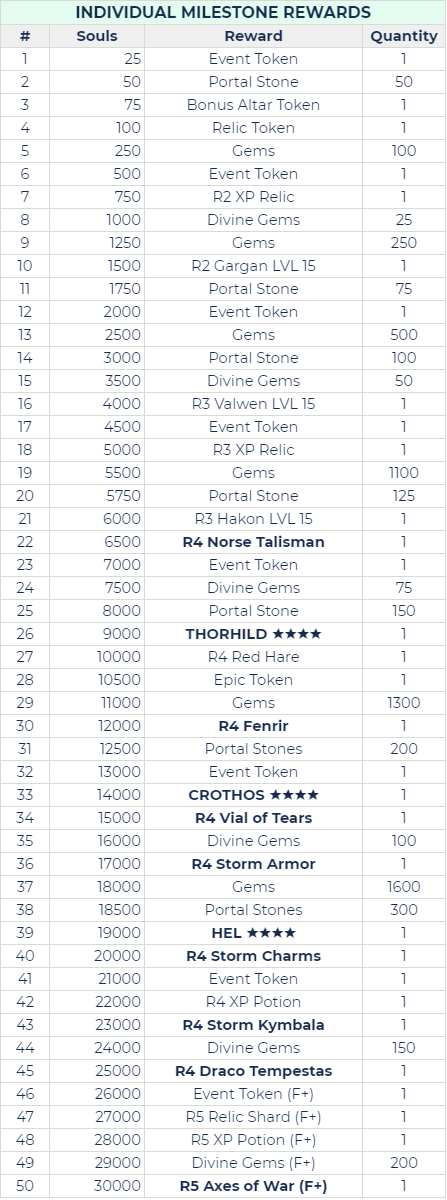 INDIVIDUAL MILESTONE REWARDS
# Souls Reward Quantity
1 25 Event Token 1
2 50 Portal Stone 50
3 75 Bonus Altar Token 1
4 100 Relic Token 1
5 250 Gems 100
6 500 Event Token 1
7 750 R2 XP Relic 1
8 1000 Divine Gems 25
9 1250 Gems 250
10 1500 R2 Gargan LVL 15 1
11 1750 Portal Stone 75
12 2000 Event Token 1
13 2500 Gems 500
14 3000 Portal Stone 100
15 3500 Divine Gems 50
16 4000 R3 Valwen LVL 15 1
17 4500 Event Token 1
18 5000 R3 XP Relic 1
19 5500 Gems 1100
20 5750 Portal Stone 125
21 6000 R3 Hakon LVL 15 1
22 6500 R4 Norse Talisman 1
23 7000 Event Token 1
24 7500 Divine Gems 75
25 8000 Portal Stone 150
26 9000 THORHILD ★★★★ 1
27 10000 R4 Red Hare 1
28 10500 Epic Token 1
29 11000 Gems 1300
30 12000 R4 Fenrir 1
31 12500 Portal Stones 200
32 13000 Event Token 1
33 14000 CROTHOS ★★★★ 1
34 15000 R4 Vial of Tears 1
35 16000 Divine Gems 100
36 17000 R4 Storm Armor 1
37 18000 Gems 1600
38 18500 Portal Stones 300
39 19000 HEL ★★★★ 1
40 20000 R4 Storm Charms 1
41 21000 Event Token 1
42 22000 R4 XP Potion 1
43 23000 R4 Storm Kymbala 1
44 24000 Divine Gems 150
45 25000 R4 Draco Tempestas 1
46 26000 Event Token (F+) 1
47 27000 R5 Relic Shard (F+) 1
48 28000 R5 XP Potion (F+) 1
49 29000 Divine Gems (F+) 200
50 30000 R5 Axes of War (F+) 1